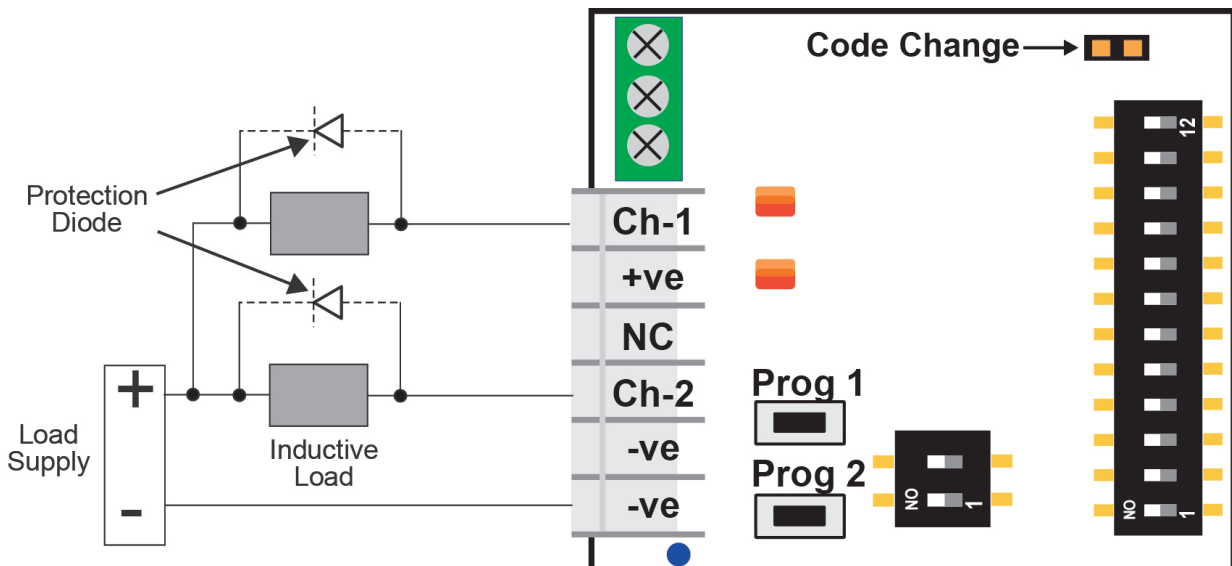 Code Change
12
Protection
Diode
Ch-1
+ve
NC
Ch-2
-ve
-ve
+
-
Load
Supply
Inductive
Load
Prog 1
Prog 2
ON
1
ON
1